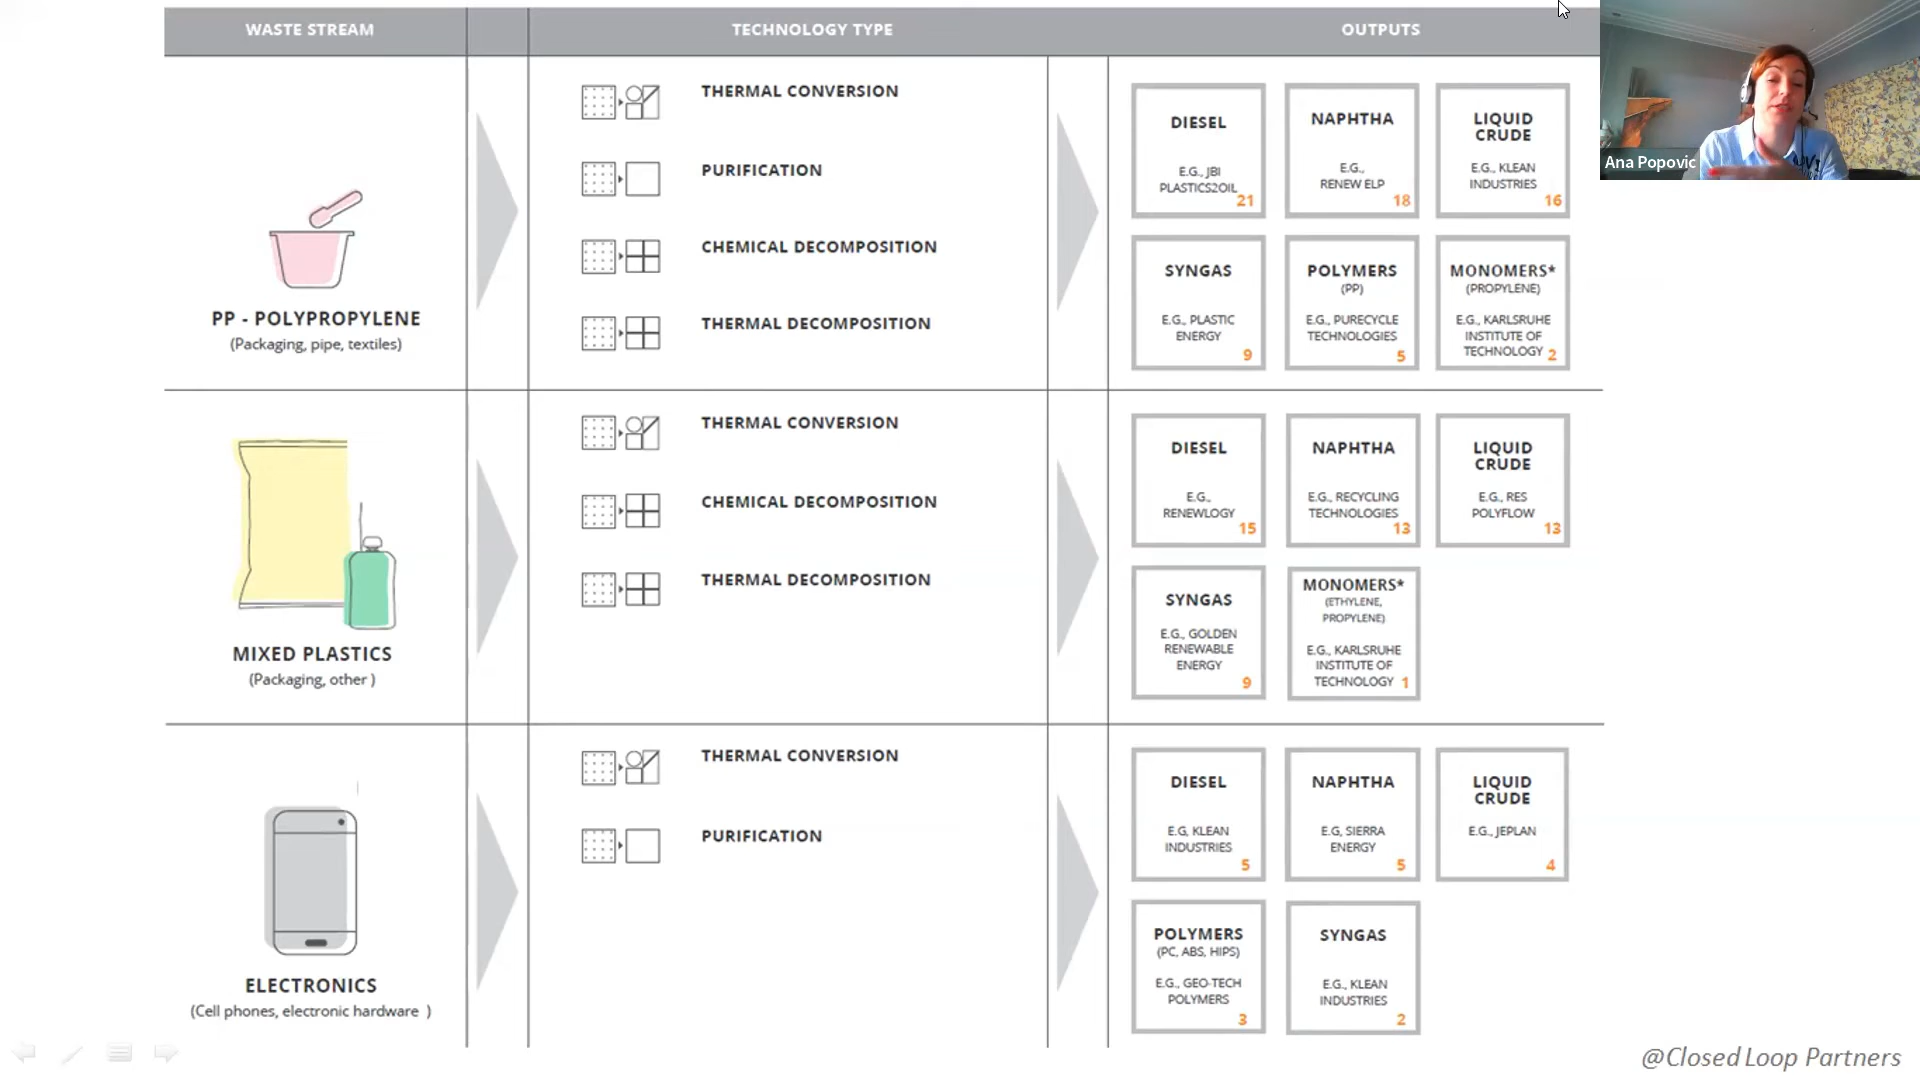 WASTE STREAM
TECHNOLOGY TYPE
OUTPUTS
Ana Popovic
PP - POLYPROPYLENE
(Packaging, pipe, textiles)
THERMAL CONVERSION
PURIFICATION
CHEMICAL DECOMPOSITION
THERMAL DECOMPOSITION
DIESEL
E.G., JBI
PLASTICS2OIL
21
NAPHTHA
E.G.,
RENEW ELP
18
LIQUID
CRUDE
E.G., KLEAN
INDUSTRIES
16
SYNGAS
E.G., PLASTIC
ENERGY
9
POLYMERS
(PP)
E.G., PURECYCLE
TECHNOLOGIES
5
MONOMERS*
(PROPYLENE)
E.G., KARLSRUHE
INSTITUTE OF
TECHNOLOGY 2
MIXED PLASTICS
(Packaging, other )
THERMAL CONVERSION
CHEMICAL DECOMPOSITION
THERMAL DECOMPOSITION
DIESEL
E.G.,
RENEWLOGY
15
NAPHTHA
E.G., RECYCLING
TECHNOLOGIES
13
LIQUID
CRUDE
E.G., RES
POLYFLOW
13
SYNGAS
E.G., GOLDEN
RENEWABLE
ENERGY
9
MONOMERS*
(ETHYLENE,
PROPYLENE)
E.G., KARLSRUHE
INSTITUTE OF
TECHNOLOGY 1
ELECTRONICS
(Cell phones, electronic hardware )
THERMAL CONVERSION
PURIFICATION
DIESEL
E.G, KLEAN
INDUSTRIES
5
NAPHTHA
E.G, SIERRA
ENERGY
5
LIQUID
CRUDE
E.G., JEPLAN
4
POLYMERS
(PC, ABS, HIPS)
E.G., GEO-TECH
POLYMERS
3
SYNGAS
E.G., KLEAN
INDUSTRIES
2
@Closed Loop Partners